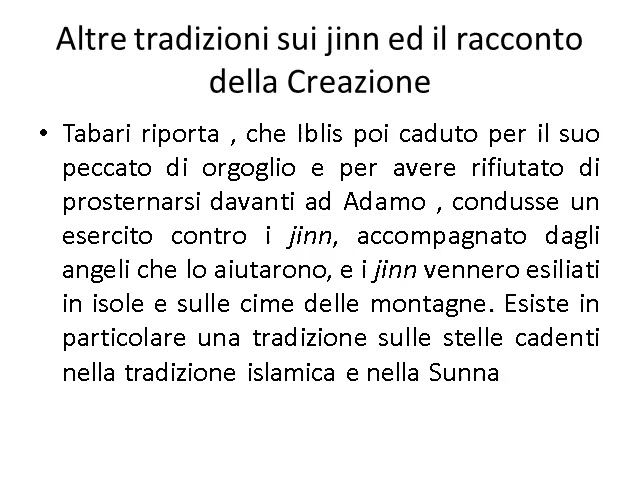 Altre tradizioni sui jinn ed il racconto
della Creazione
• Tabari riporta , che Iblis poi caduto per il suo
peccato di orgoglio e per avere rifiutato di
prosternarsi davanti ad Adamo , condusse un
esercito contro i jinn, accompagnato dagli
angeli che lo aiutarono, e i jinn vennero esiliati
in isole e sulle cime delle montagne. Esiste in
particolare una tradizione sulle stelle cadenti
nella tradizione islamica e nella Sunna